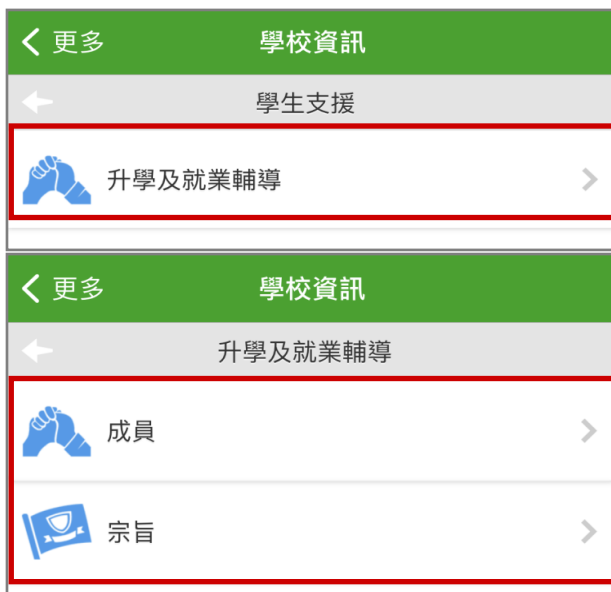 更多
學校資訊
學生支援
升學及就業輔導
更多
學校資訊
升學及就業輔導
成員
宗旨